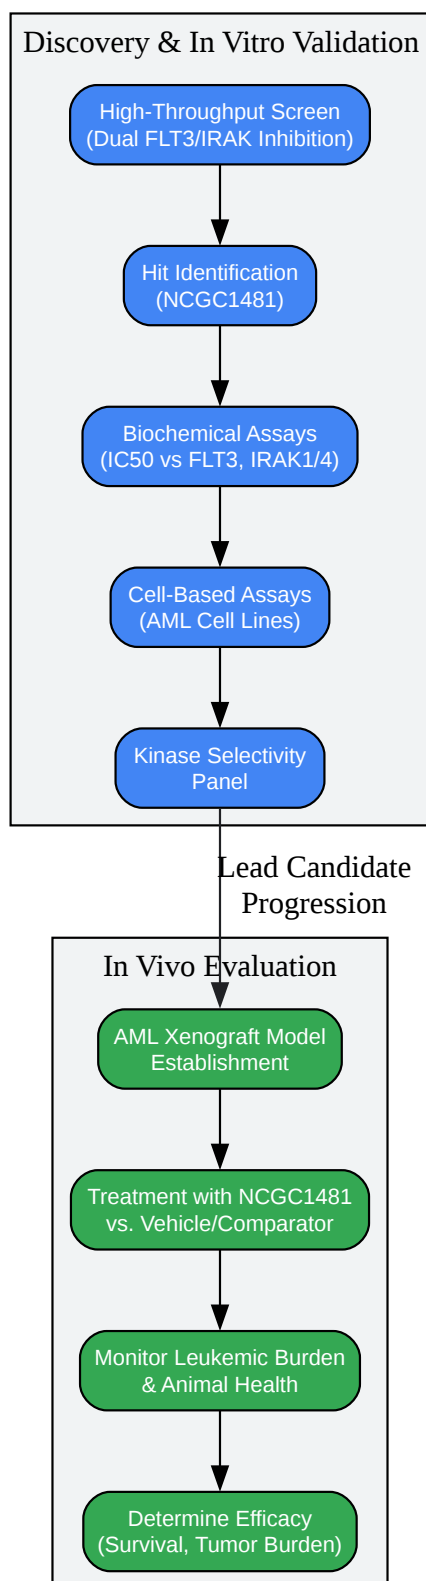 Discovery & In Vitro Validation
High-Throughput Screen
(Dual FLT3/IRAK Inhibition)
Hit Identification
(NCGC1481)
Biochemical Assays
(IC50 vs FLT3, IRAK1/4)
Cell-Based Assays
(AML Cell Lines)
Kinase Selectivity
Panel
Lead Candidate
Progression
In Vivo Evaluation
AML Xenograft Model
Establishment
Treatment with NCGC1481
vs. Vehicle/Comparator
Monitor Leukemic Burden
& Animal Health
Determine Efficacy
(Survival, Tumor Burden)